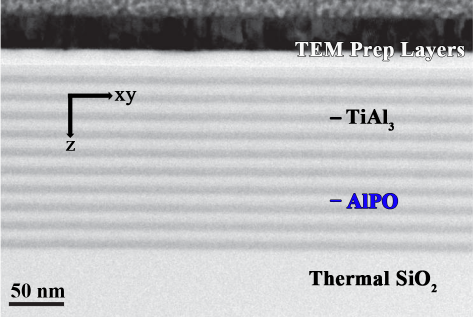 TEM Prep Layers
xy
– TiAl₃
z
– AlPO
Thermal SiO₂
50 nm